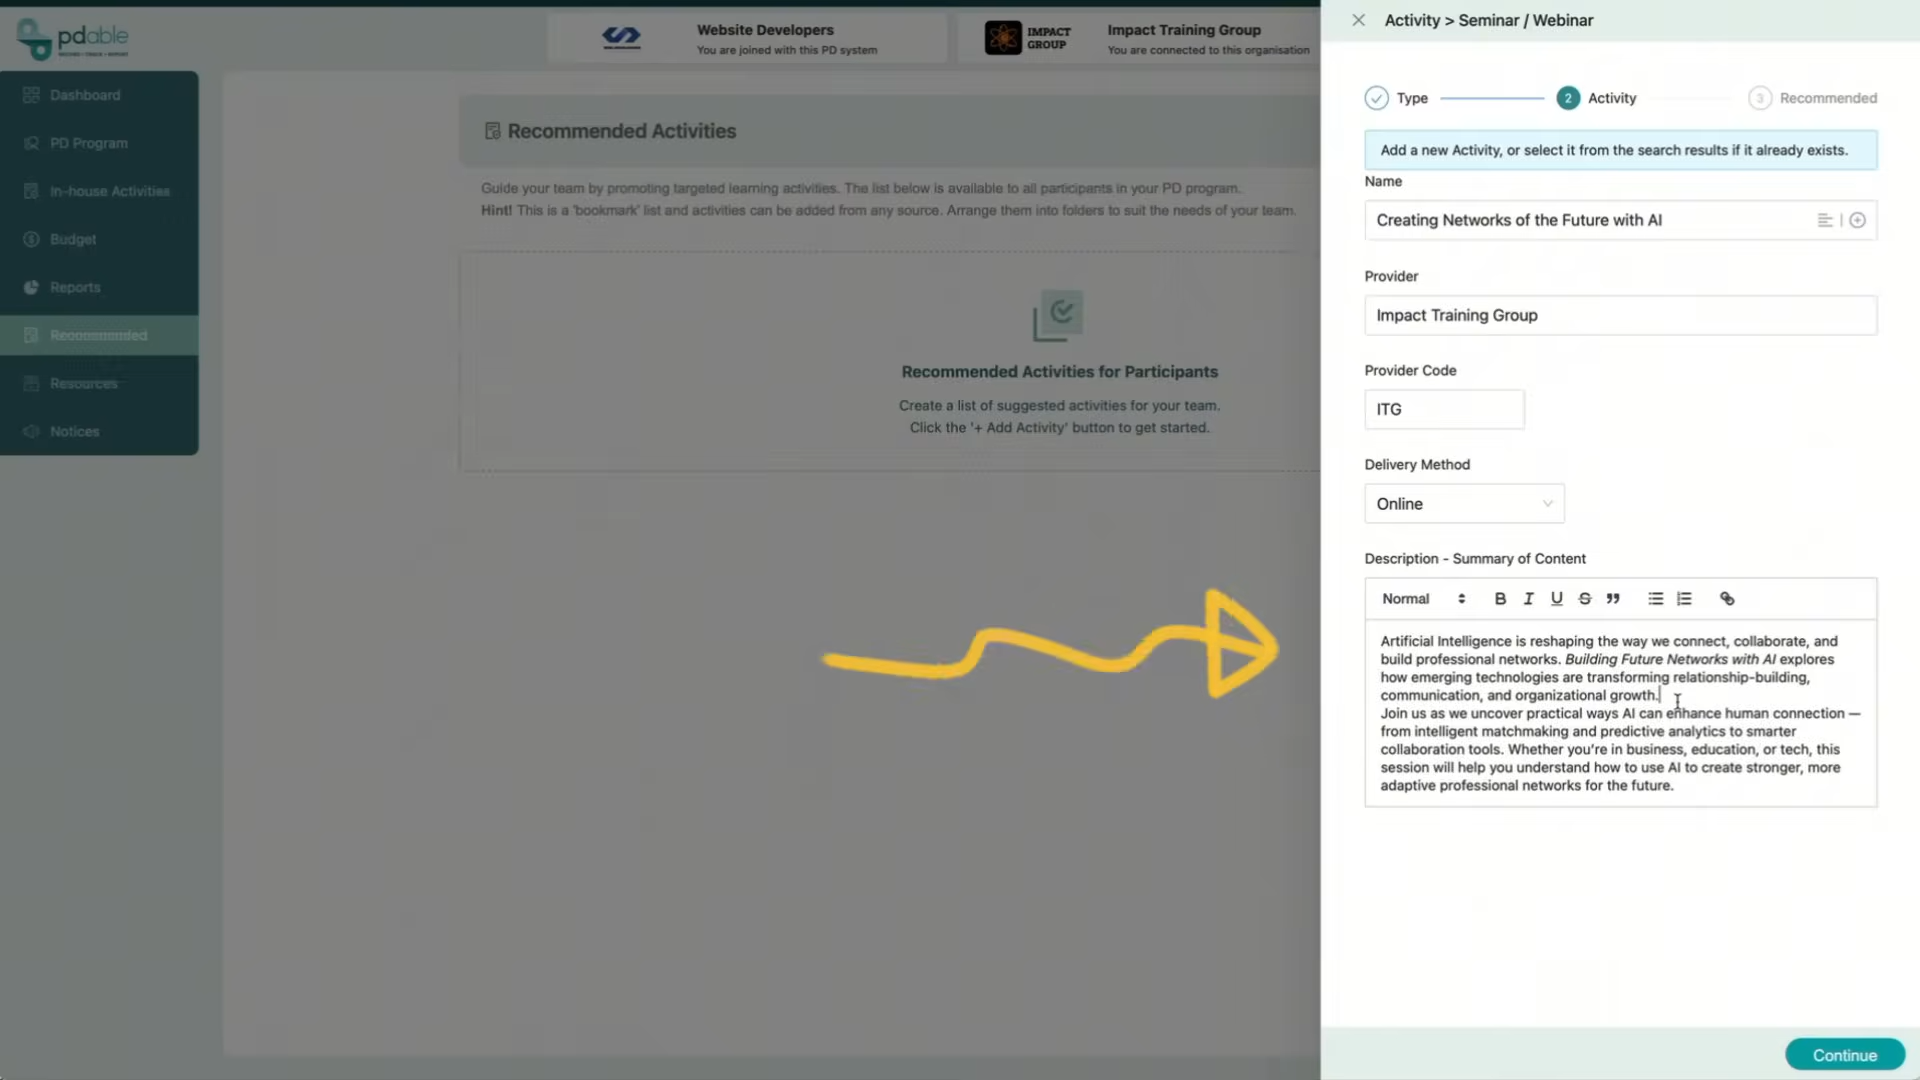 pdable
RECORD • TRACK • REPORT
Website Developers
You are joined with this PD system
IMPACT
GROUP
Impact Training Group
You are connected to this organisation
Dashboard
PD Program
In-house Activities
Budget
Reports
Recommended
Resources
Notices
Recommended Activities
Guide your team by promoting targeted learning activities. The list below is available to all participants in your PD program.
Hint! This is a 'bookmark' list and activities can be added from any source. Arrange them into folders to suit the needs of your team.
Recommended Activities for Participants
Create a list of suggested activities for your team.
Click the '+ Add Activity' button to get started.
Activity > Seminar / Webinar
Type
2 Activity
3 Recommended
Add a new Activity, or select it from the search results if it already exists.
Name
Creating Networks of the Future with AI
Provider
Impact Training Group
Provider Code
ITG
Delivery Method
Online
Description - Summary of Content
Normal B I U S
Artificial Intelligence is reshaping the way we connect, collaborate, and
build professional networks. Building Future Networks with AI explores
how emerging technologies are transforming relationship-building,
communication, and organizational growth.
Join us as we uncover practical ways AI can enhance human connection —
from intelligent matchmaking and predictive analytics to smarter
collaboration tools. Whether you're in business, education, or tech, this
session will help you understand how to use AI to create stronger, more
adaptive professional networks for the future.
Continue